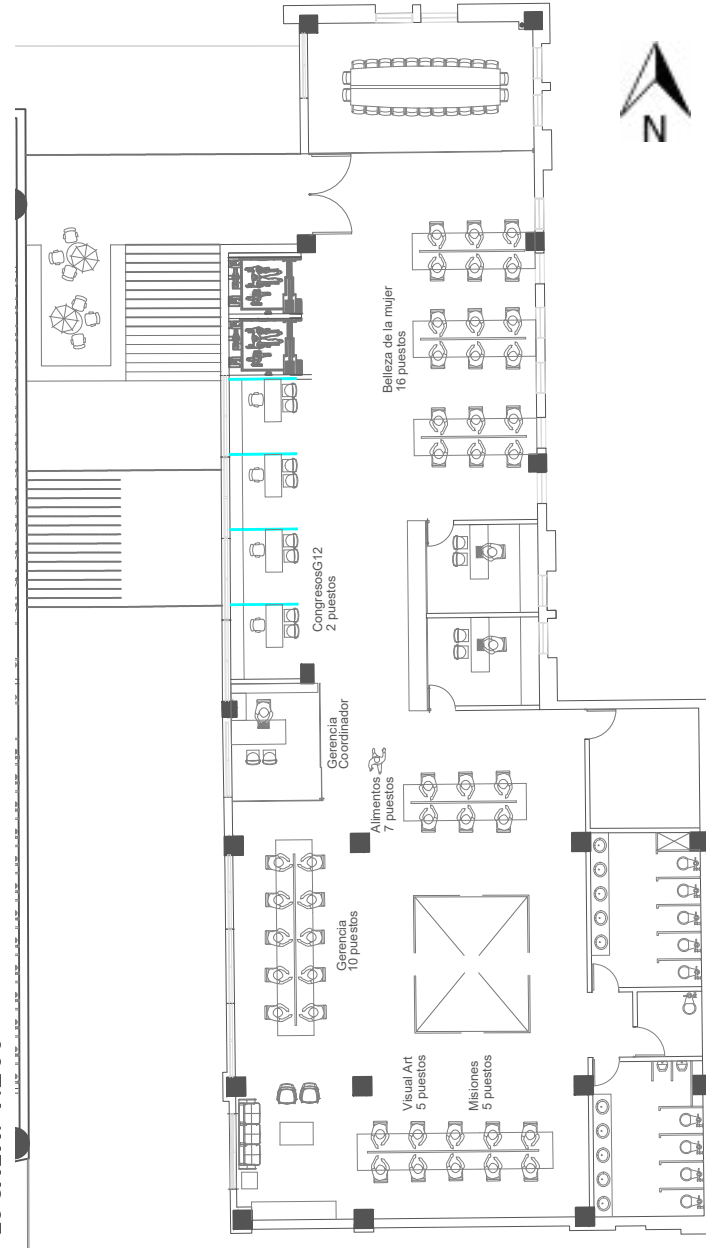 N
Belleza de la mujer
16 puestos
CongresosG12
2 puestos
Gerencia
Coordinador
Alimentos
7 puestos
Gerencia
10 puestos
Visual Art
5 puestos
Misiones
5 puestos